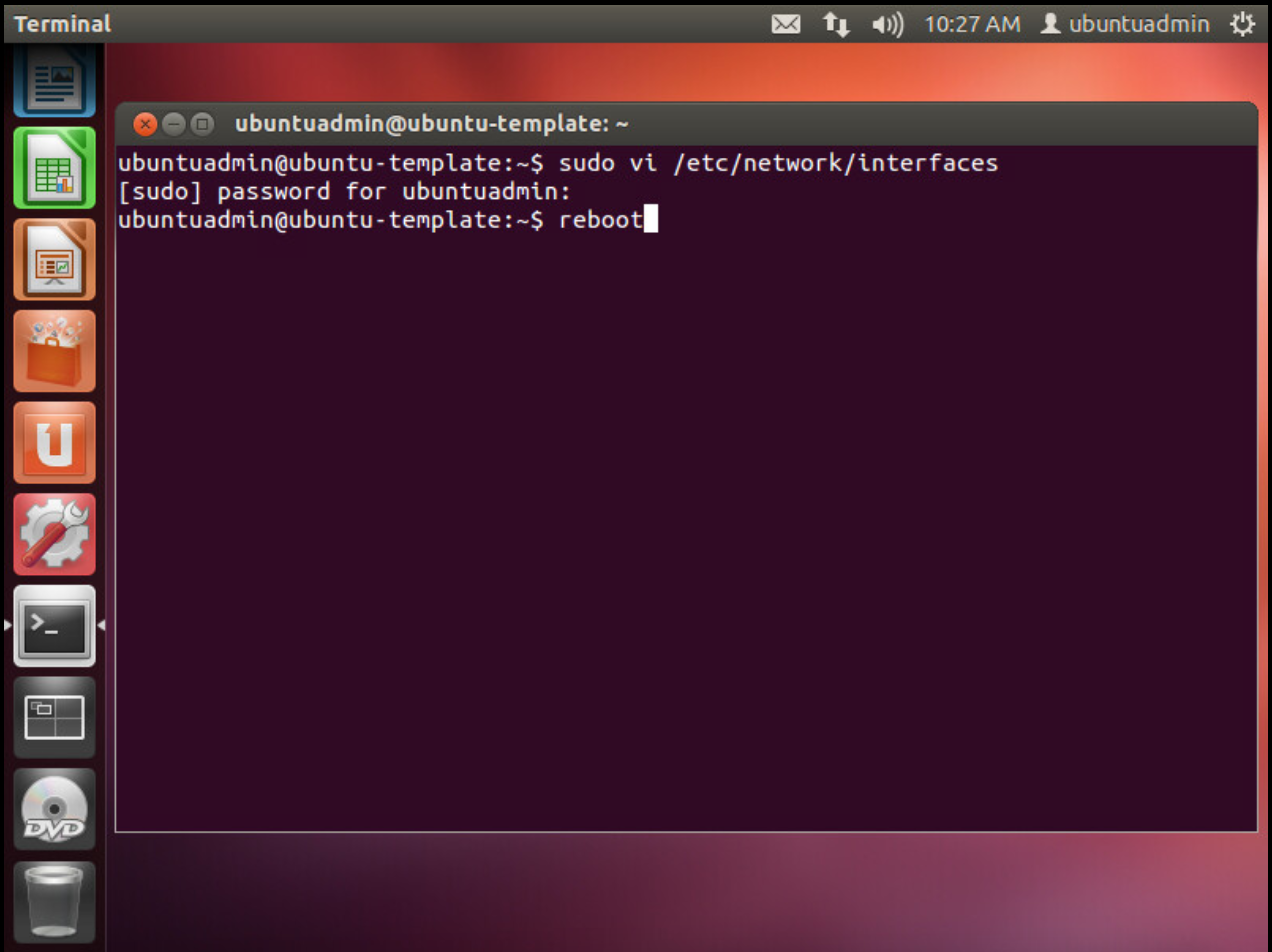 Terminal
10:27 AM
ubuntuadmin
ubuntuadmin@ubuntu-template: ~
ubuntuadmin@ubuntu-template:~$ sudo vi /etc/network/interfaces
[sudo] password for ubuntuadmin:
ubuntuadmin@ubuntu-template:~$ reboot
>_
DVD